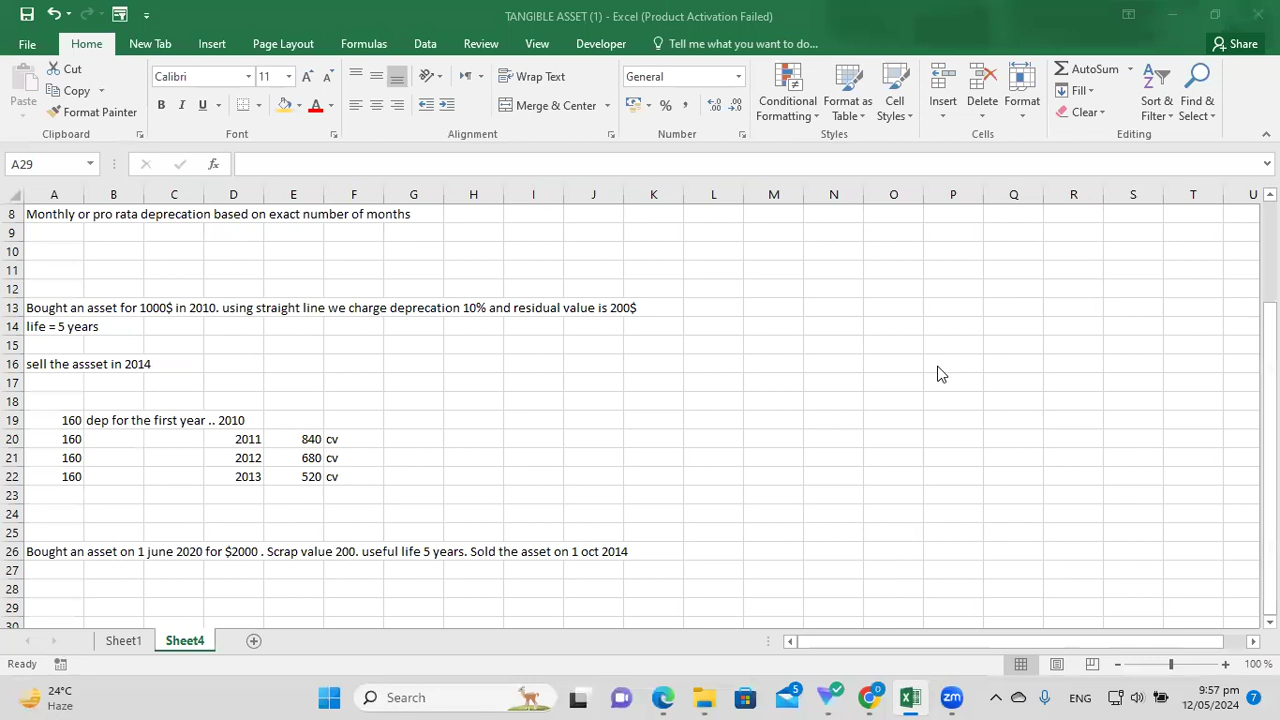 TANGIBLE ASSET (1) - Excel (Product Activation Failed)
File Home New Tab Insert Page Layout Formulas Data Review View Developer Tell me what you want to do... Share
Paste Cut Copy Format Painter
Calibri 11
B I U A
Wrap Text
Merge & Center
General
%
Conditional Formatting Format as Table Cell Styles
Insert Delete Format
AutoSum Fill Clear
Sort & Filter Find & Select
Clipboard Font Alignment Number Styles Cells Editing
A29 fx
A B C D E F G H I J K L M N O P Q R S T U
8 Monthly or pro rata deprecation based on exact number of months
9
10
11
12
13 Bought an asset for 1000$ in 2010. using straight line we charge deprecation 10% and residual value is 200$
14 life = 5 years
15
16 sell the assset in 2014
17
18
19 160 dep for the first year .. 2010
20 160 2011 840 cv
21 160 2012 680 cv
22 160 2013 520 cv
23
24
25
26 Bought an asset on 1 june 2020 for $2000 . Scrap value 200. useful life 5 years. Sold the asset on 1 oct 2014
27
28
29
30
Sheet1 Sheet4
Ready 100 %
24°C
Haze
Search
5
0
ENG
9:57 pm
12/05/2024
7